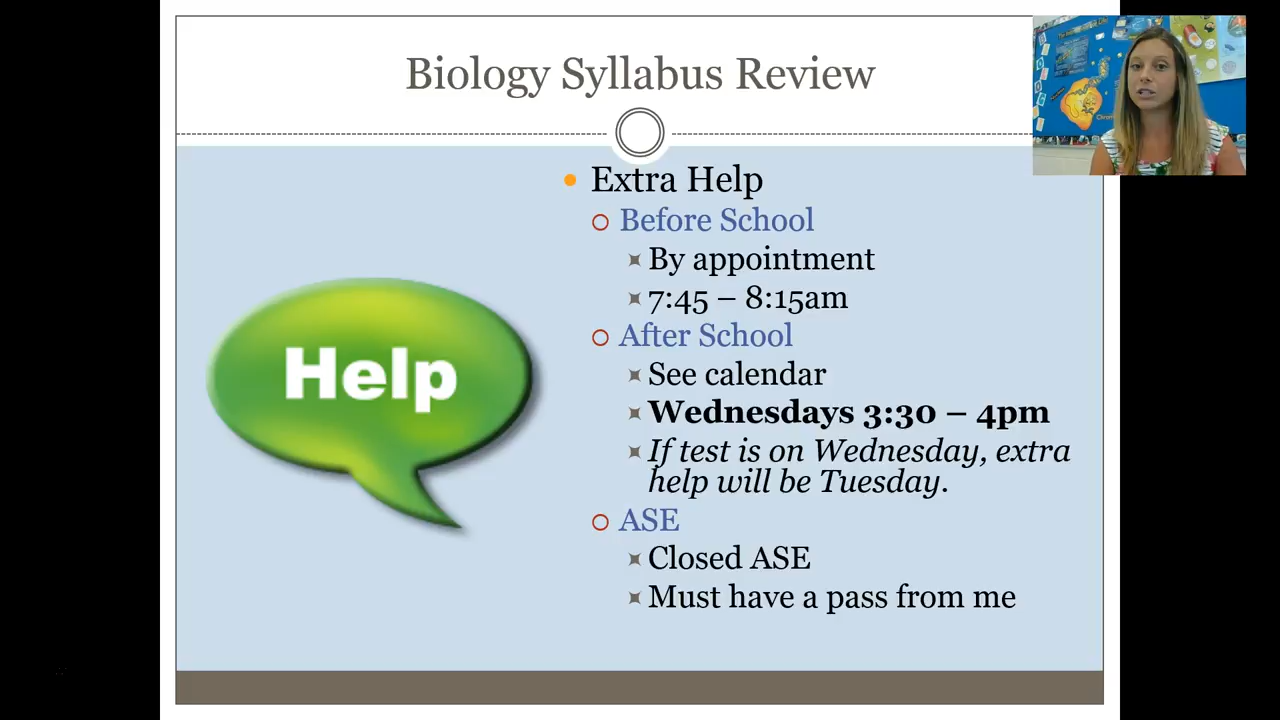 Biology Syllabus Review
Extra Help
Before School
By appointment
7:45 – 8:15am
After School
See calendar
Wednesdays 3:30 – 4pm
If test is on Wednesday, extra
help will be Tuesday.
ASE
Closed ASE
Must have a pass from me
Help